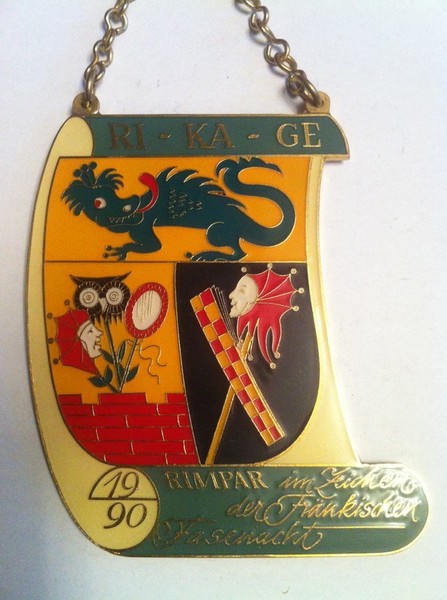 RI - KA - GE
19
90
RIMPAR im Zeichen
der Fränkischen
Fasenacht